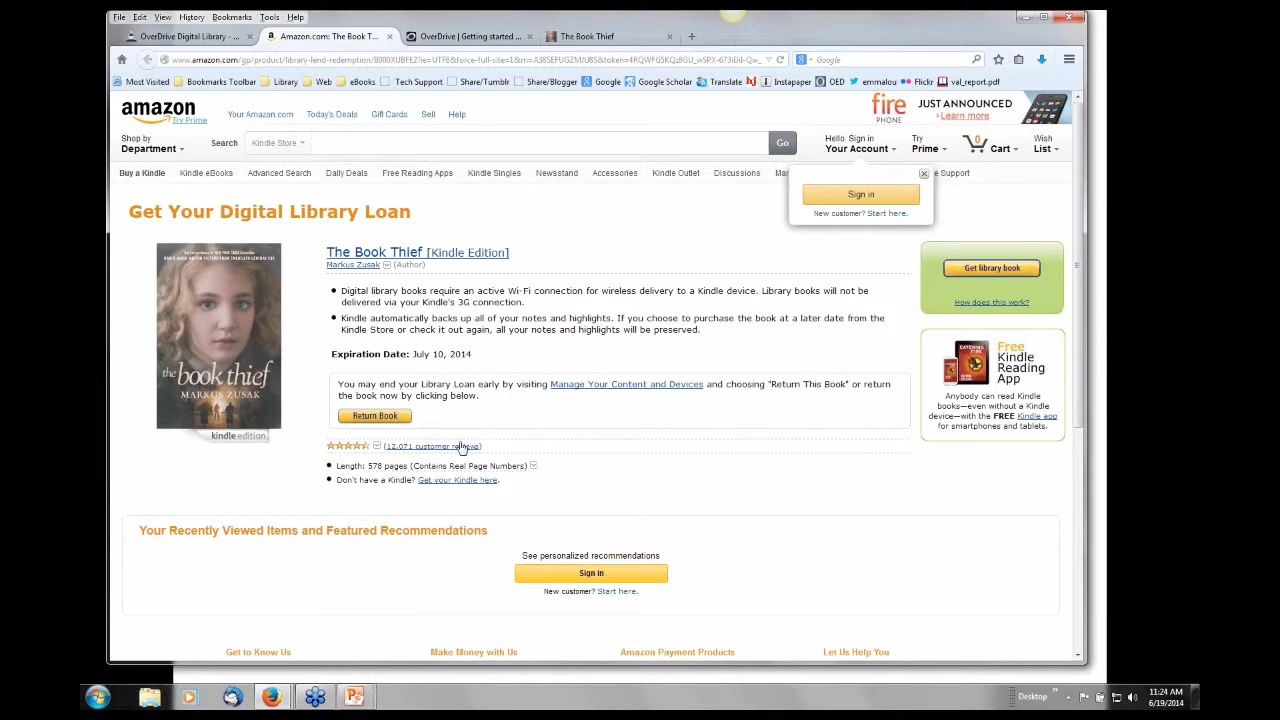 File Edit View History Bookmarks Tools Help
OverDrive Digital Library – ... Amazon.com: The Book T... OverDrive | Getting started ... The Book Thief
Google
Most Visited Bookmarks Toolbar Library Web eBooks Tech Support Share/Tumblr Share/Blogger Google Google Scholar Translate Instapaper OED emmalou Flickr val_report.pdf
amazon
Try Prime
Your Amazon.com Today's Deals Gift Cards Sell Help
fire PHONE
JUST ANNOUNCED
Learn more
Shop by
Department
Search Kindle Store Go
Hello. Sign in
Your Account
Try
Prime
0 Cart
Wish
List
Buy a Kindle Kindle eBooks Advanced Search Daily Deals Free Reading Apps Kindle Singles Newsstand Accessories Kindle Outlet Discussions Support
Sign in
New customer? Start here.
Get Your Digital Library Loan
The Book Thief [Kindle Edition]
Markus Zusak (Author)
Digital library books require an active Wi-Fi connection for wireless delivery to a Kindle device. Library books will not be
delivered via your Kindle's 3G connection.
Kindle automatically backs up all of your notes and highlights. If you choose to purchase the book at a later date from the
Kindle Store or check it out again, all your notes and highlights will be preserved.
Expiration Date: July 10, 2014
You may end your Library Loan early by visiting Manage Your Content and Devices and choosing "Return This Book" or return
the book now by clicking below.
Return Book
(12,071 customer reviews)
Length: 578 pages (Contains Real Page Numbers)
Don't have a Kindle? Get your Kindle here.
the book thief
MARKUS ZUSAK
kindle edition
Get library book
How does this work?
CATCHING FIRE
Free
Kindle
Reading
App
Anybody can read Kindle
books—even without a Kindle
device—with the FREE Kindle app
for smartphones and tablets.
Your Recently Viewed Items and Featured Recommendations
See personalized recommendations
Sign in
New customer? Start here.
Get to Know Us Make Money with Us Amazon Payment Products Let Us Help You
Desktop
11:24 AM
6/19/2014